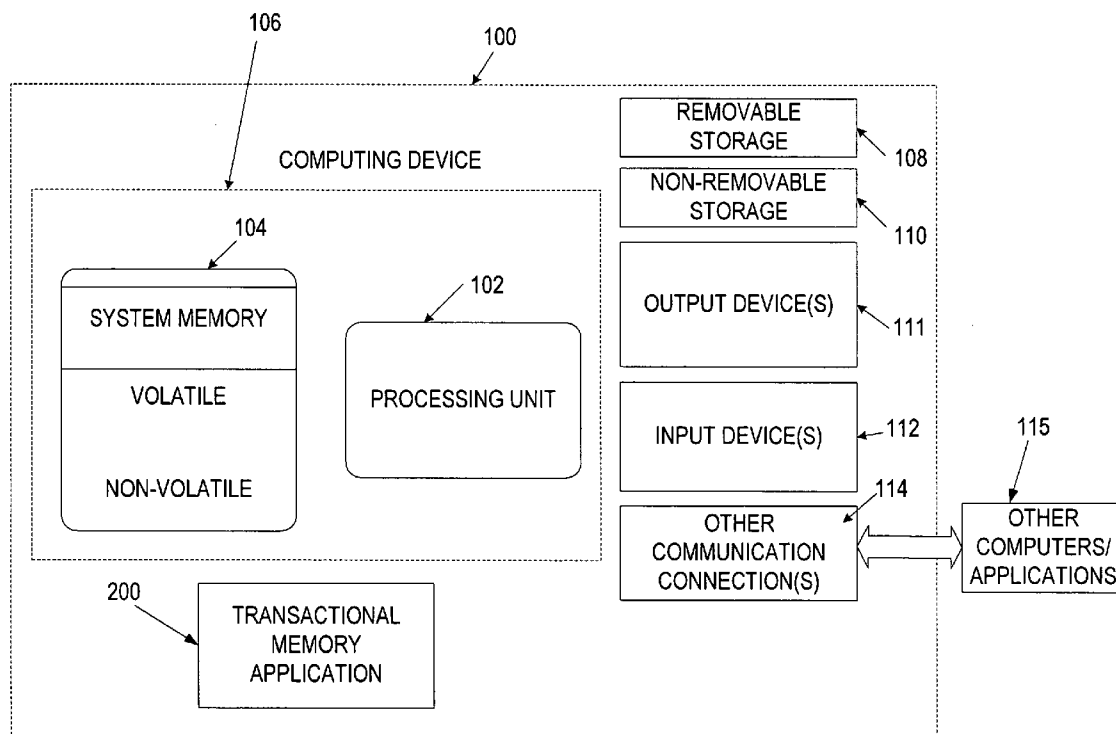 106
100
REMOVABLE
STORAGE
108
COMPUTING DEVICE
NON-REMOVABLE
STORAGE
110
104
SYSTEM MEMORY
VOLATILE
NON-VOLATILE
102
PROCESSING UNIT
OUTPUT DEVICE(S)
111
INPUT DEVICE(S)
112
114
OTHER
COMMUNICATION
CONNECTION(S)
115
OTHER
COMPUTERS/
APPLICATIONS
200
TRANSACTIONAL
MEMORY
APPLICATION